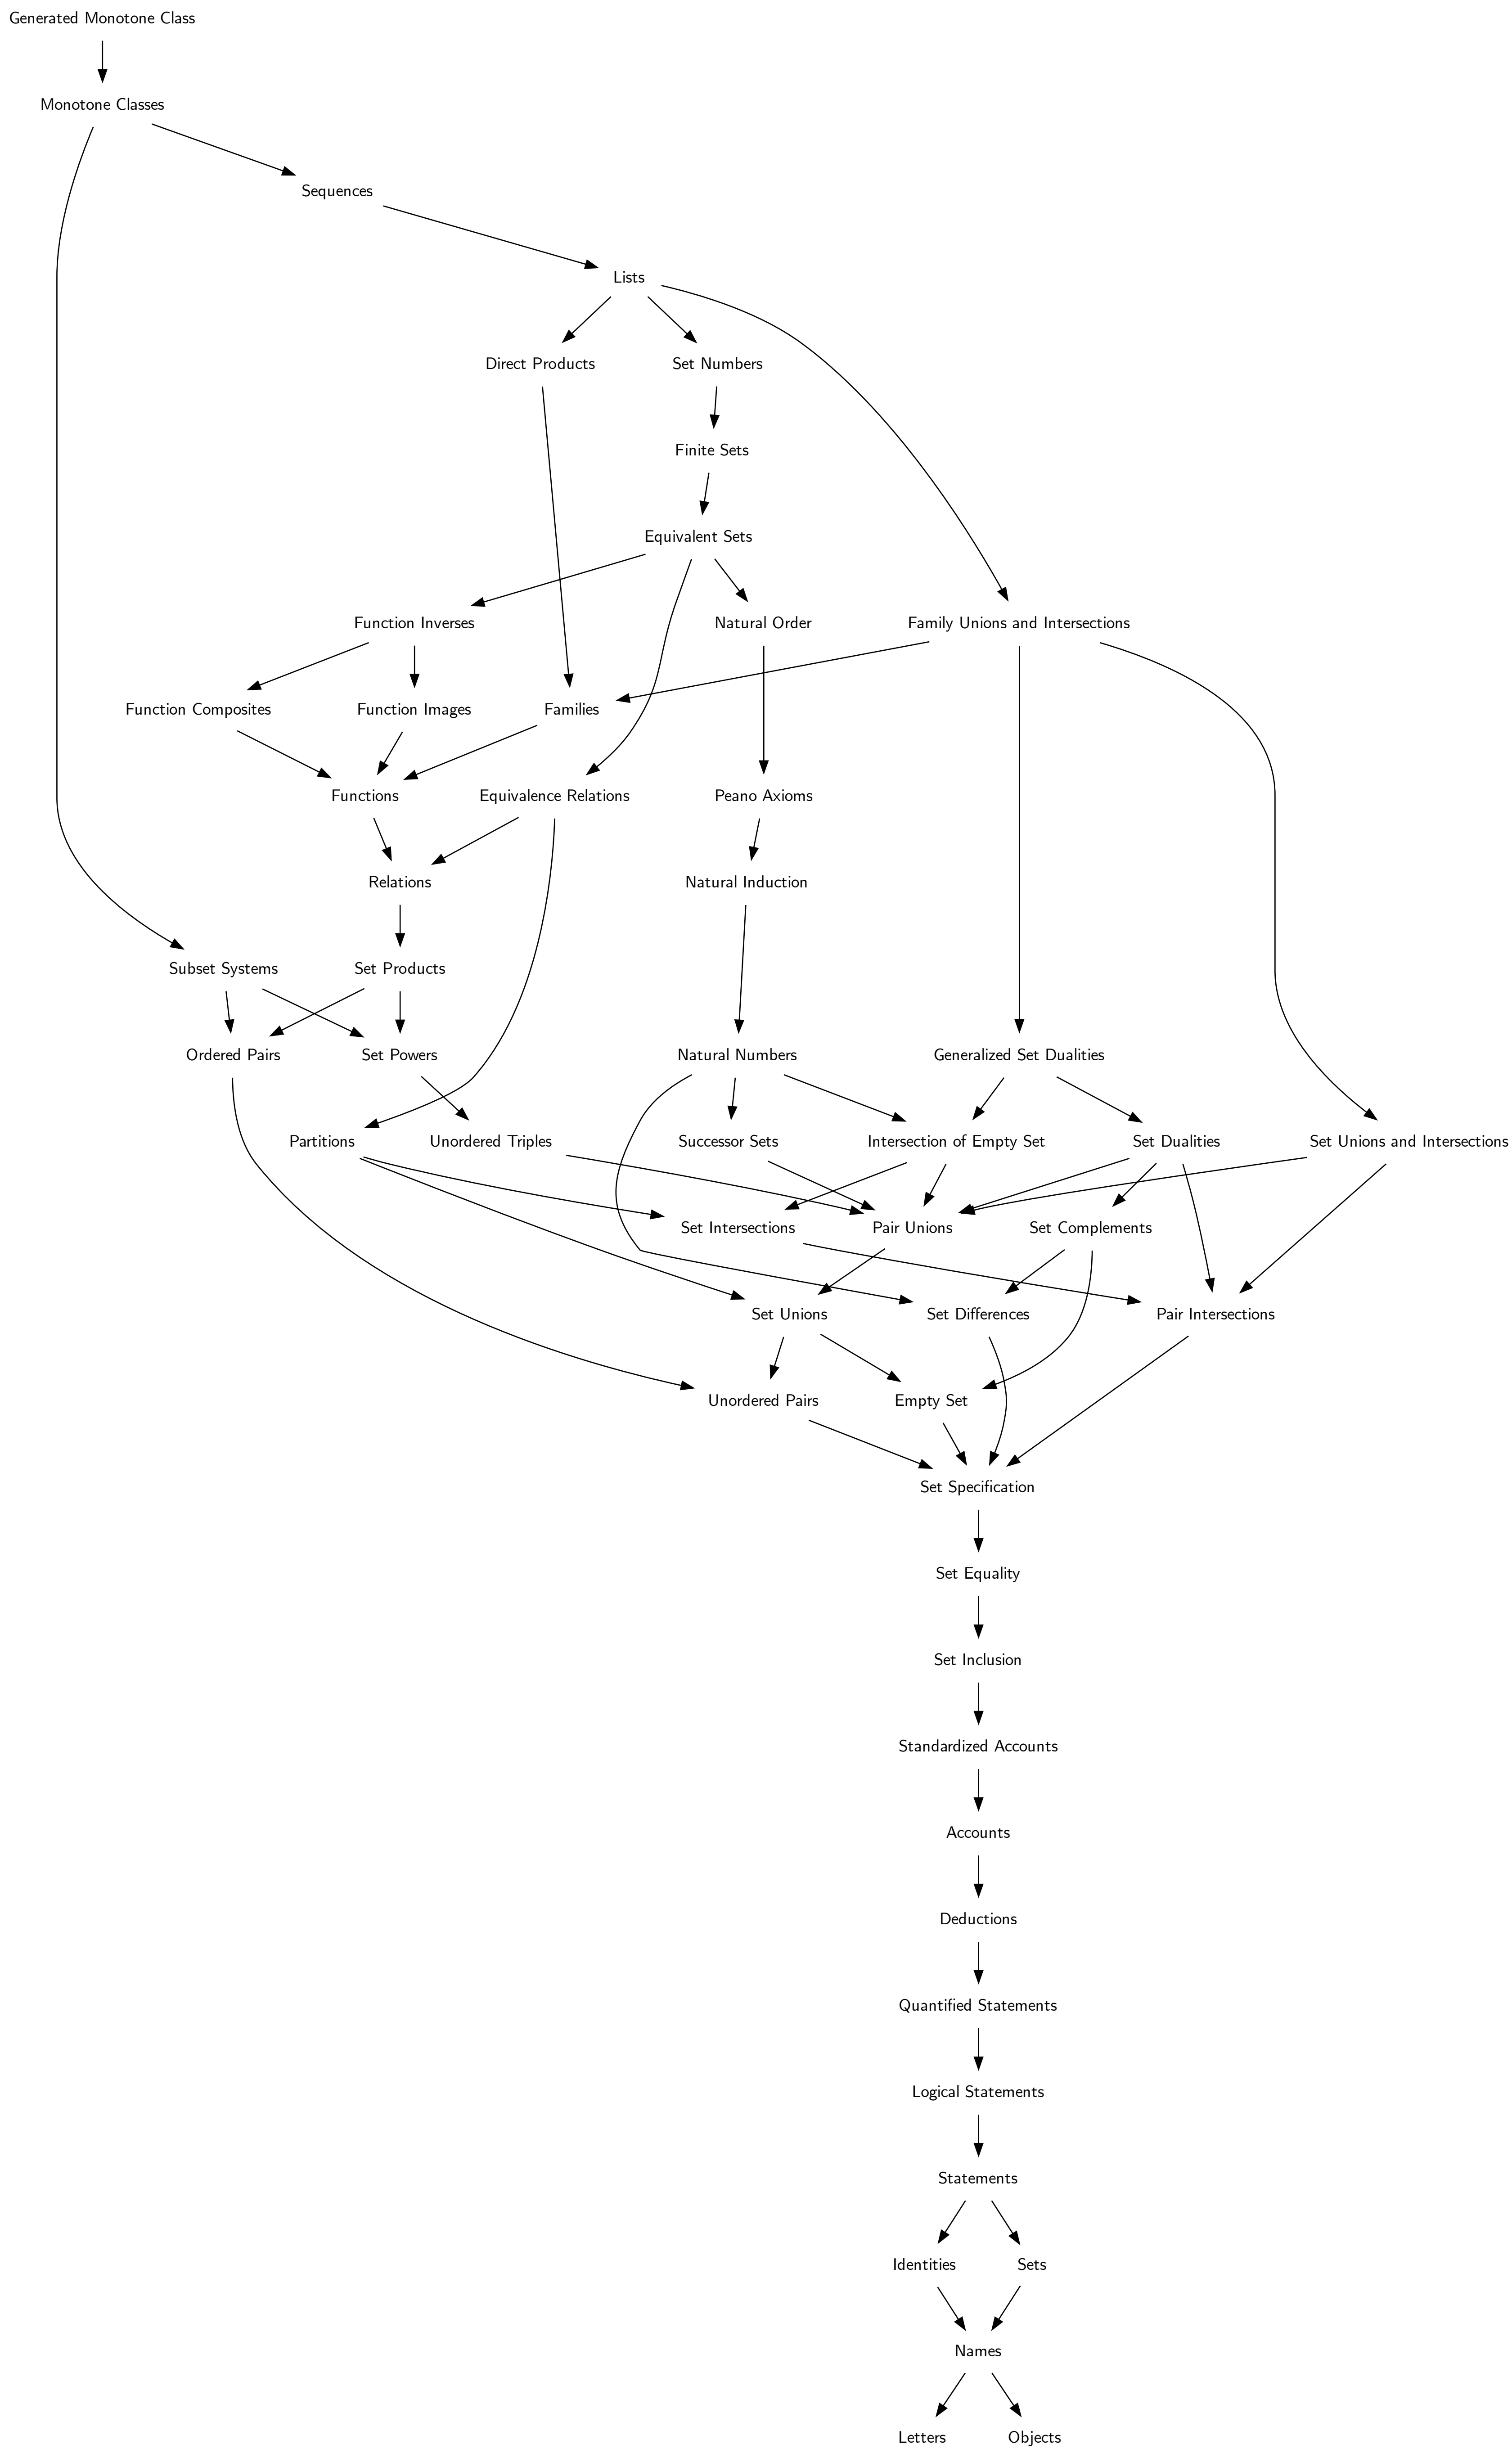 Generated Monotone Class
Monotone Classes
Sequences
Lists
Direct Products
Set Numbers
Finite Sets
Equivalent Sets
Function Inverses
Natural Order
Family Unions and Intersections
Function Composites
Function Images
Families
Functions
Equivalence Relations
Peano Axioms
Relations
Natural Induction
Subset Systems
Set Products
Ordered Pairs
Set Powers
Natural Numbers
Generalized Set Dualities
Partitions
Unordered Triples
Successor Sets
Intersection of Empty Set
Set Dualities
Set Unions and Intersections
Set Intersections
Pair Unions
Set Complements
Set Unions
Set Differences
Pair Intersections
Unordered Pairs
Empty Set
Set Specification
Set Equality
Set Inclusion
Standardized Accounts
Accounts
Deductions
Quantified Statements
Logical Statements
Statements
Identities
Sets
Names
Letters
Objects